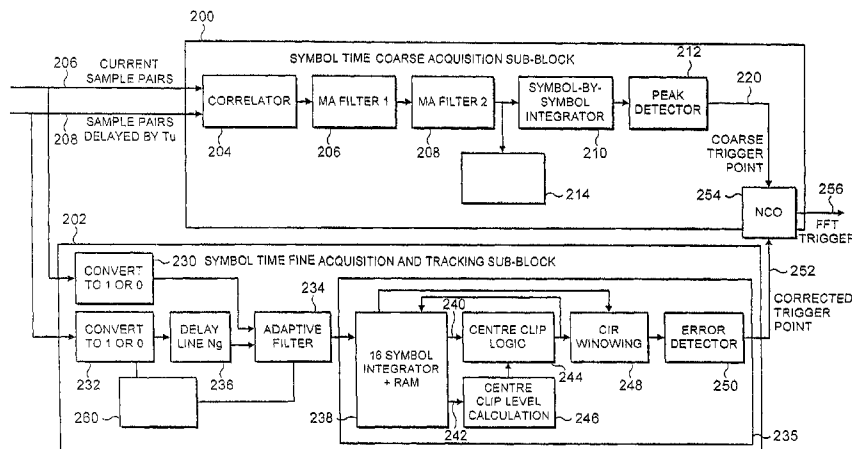 200
SYMBOL TIME COARSE ACQUISITION SUB-BLOCK
206
CURRENT
SAMPLE PAIRS
208
SAMPLE PAIRS
DELAYED BY Tu
CORRELATOR
204
MA FILTER 1
206
MA FILTER 2
208
SYMBOL-BY-
SYMBOL
INTEGRATOR
210
212
PEAK
DETECTOR
220
COARSE
TRIGGER
POINT
214
254
NCO
256
FFT
TRIGGER
252
CORRECTED
TRIGGER
POINT
202
230
SYMBOL TIME FINE ACQUISITION AND TRACKING SUB-BLOCK
CONVERT
TO 1 OR 0
CONVERT
TO 1 OR 0
232
DELAY
LINE Ng
236
234
ADAPTIVE
FILTER
260
16 SYMBOL
INTEGRATOR
+ RAM
238
240
242
CENTRE
CLIP
LOGIC
244
CENTRE
CLIP LEVEL
CALCULATION
246
CIR
WINOWING
248
ERROR
DETECTOR
250
235